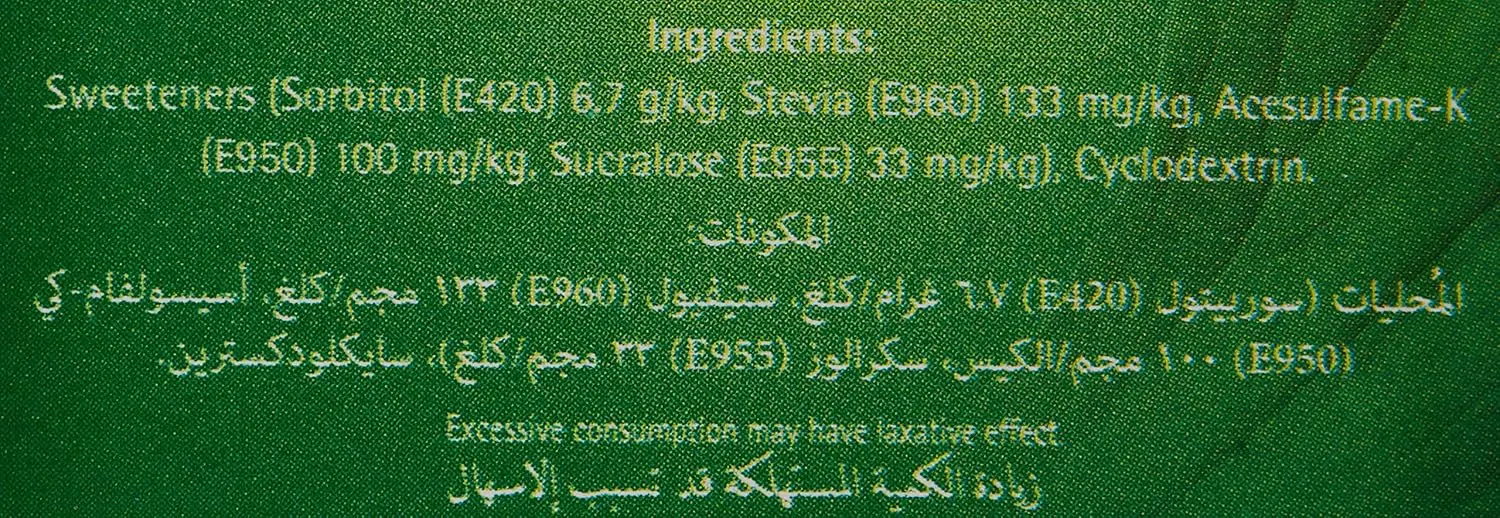 Ingredients:
Sweeteners (Sorbitol (E420) 6.7 g/kg, Stevia (E960) 133 mg/kg, Acesulfame-K
(E950) 100 mg/kg, Sucralose (E955) 33 mg/kg), Cyclodextrin.
المكونات:
المُحليات (سوربيتول (E420) ٦.٧ غرام/كلغ، ستيفيول (E960) ١٣٣ مجم/كلغ، أسيسولفام-كي
(E950) ١٠٠ مجم/الكيس، سكرالوز (E955) ٣٣ مجم/كلغ)، سايكلودكسترين.
Excessive consumption may have laxative effect
زيادة الكمية المستهلكة قد تسبب الإسهال